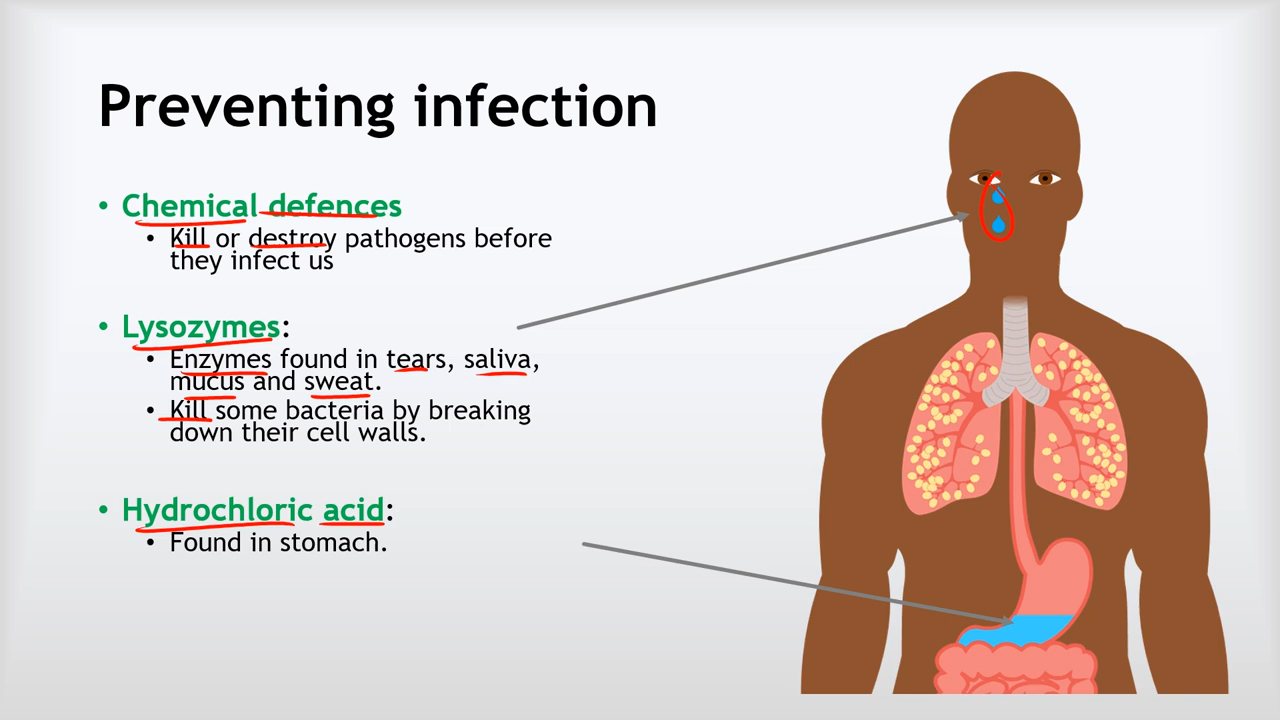 Preventing infection
• Chemical defences
• Kill or destroy pathogens before
they infect us
• Lysozymes:
• Enzymes found in tears, saliva,
mucus and sweat.
• Kill some bacteria by breaking
down their cell walls.
• Hydrochloric acid:
• Found in stomach.